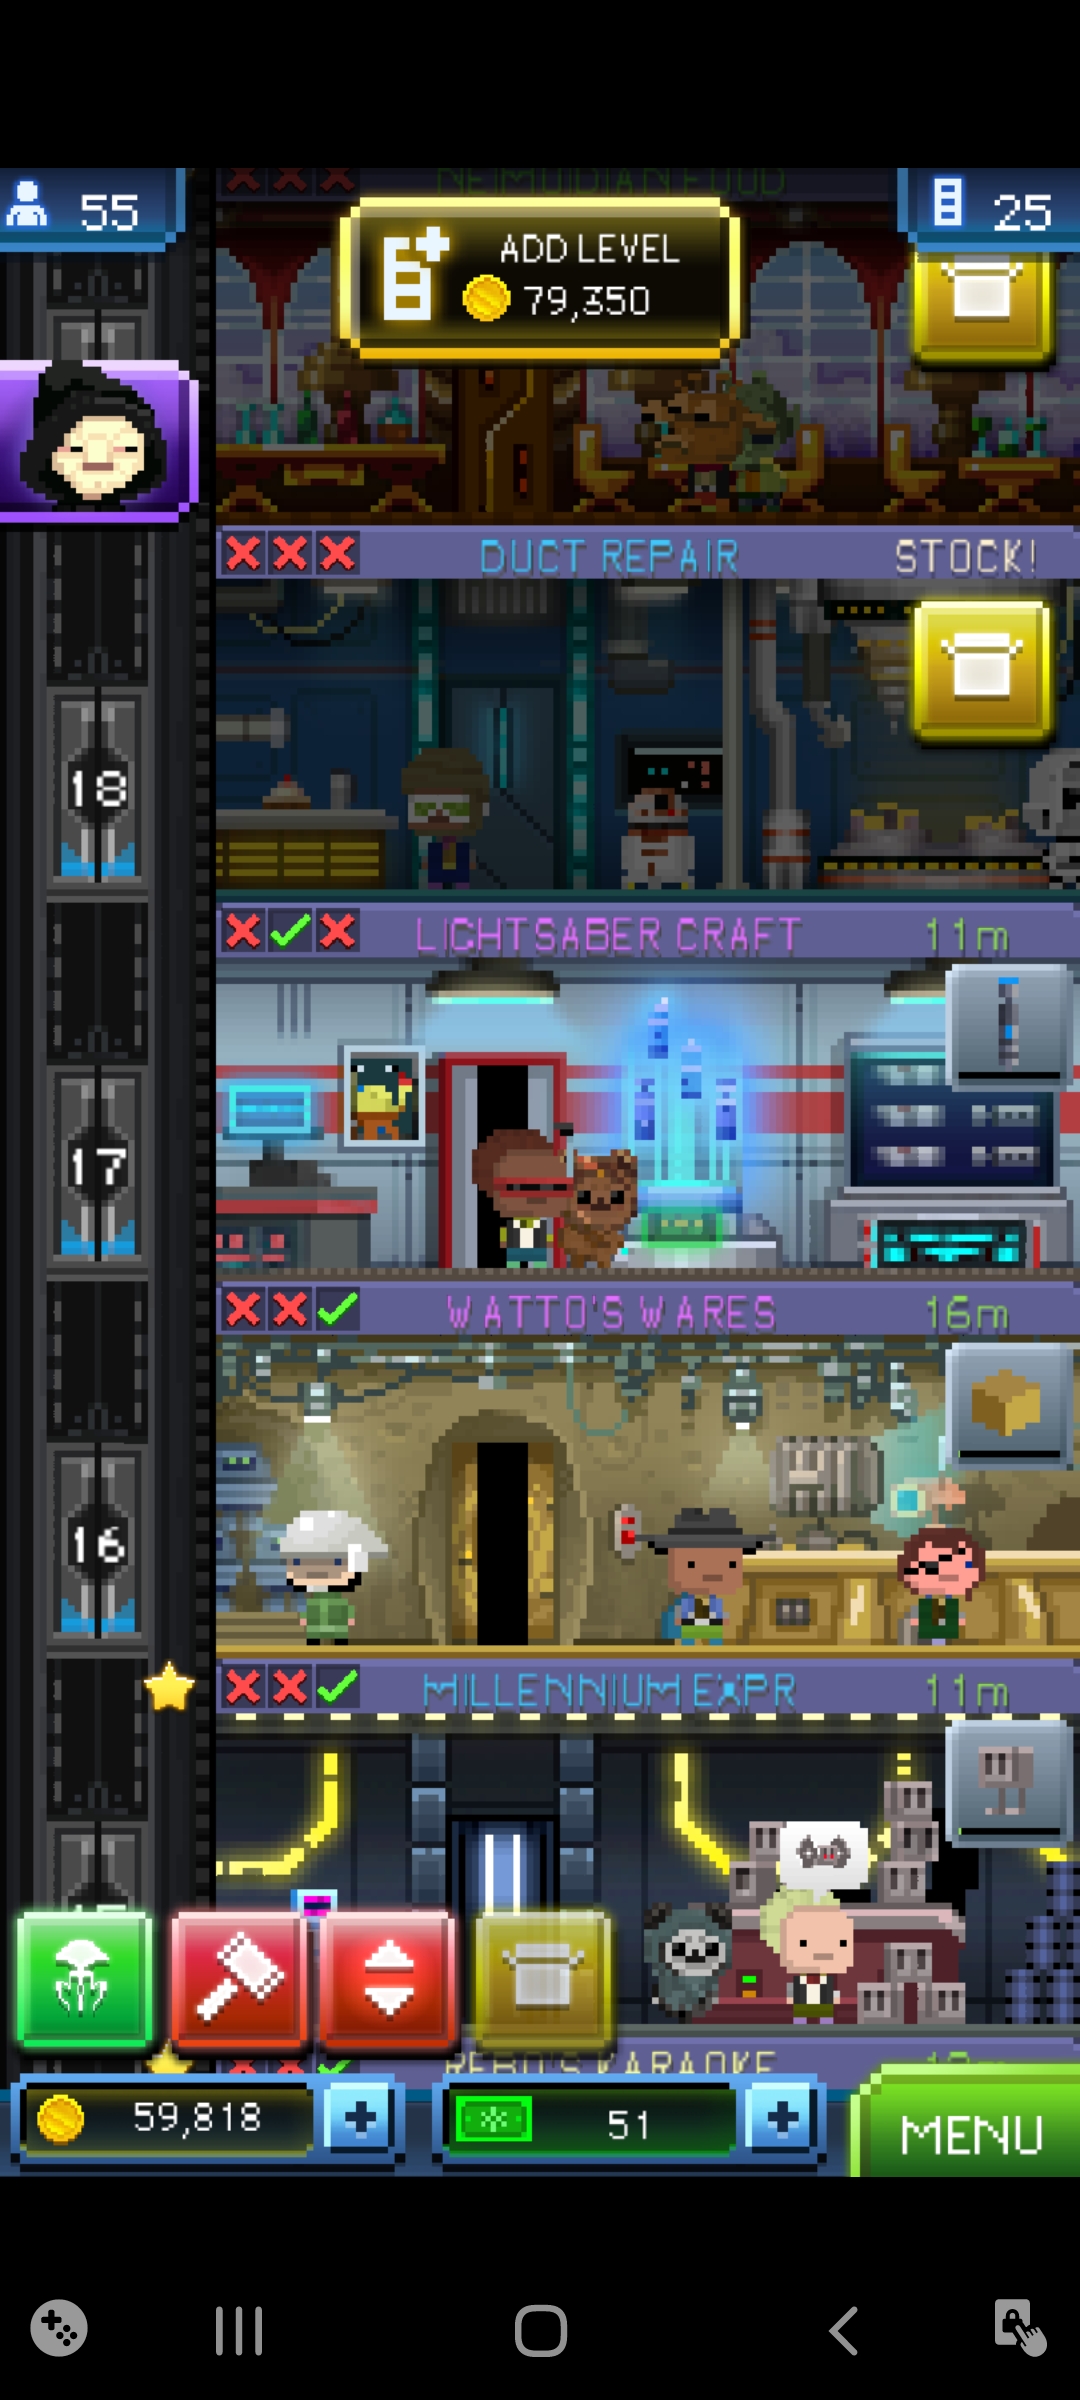 NEIMOIDIAN FOOD
55
25
ADD LEVEL
79,350
DUCT REPAIR STOCK!
18
LIGHTSABER CRAFT 11m
17
WATTO'S WARES 16m
16
MILLENNIUM EXPR 11m
REBO'S KARAOKE
59,818
51
MENU